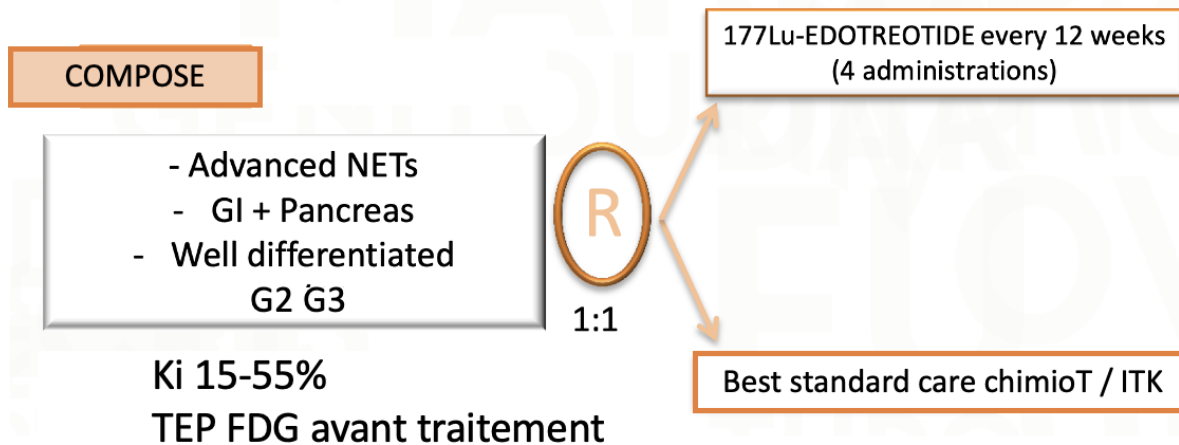 COMPOSE
- Advanced NETs
- GI + Pancreas
- Well differentiated
G2 G3
Ki 15-55%
TEP FDG avant traitement
R
1:1
177Lu-EDOTREOTIDE every 12 weeks
(4 administrations)
Best standard care chimioT / ITK